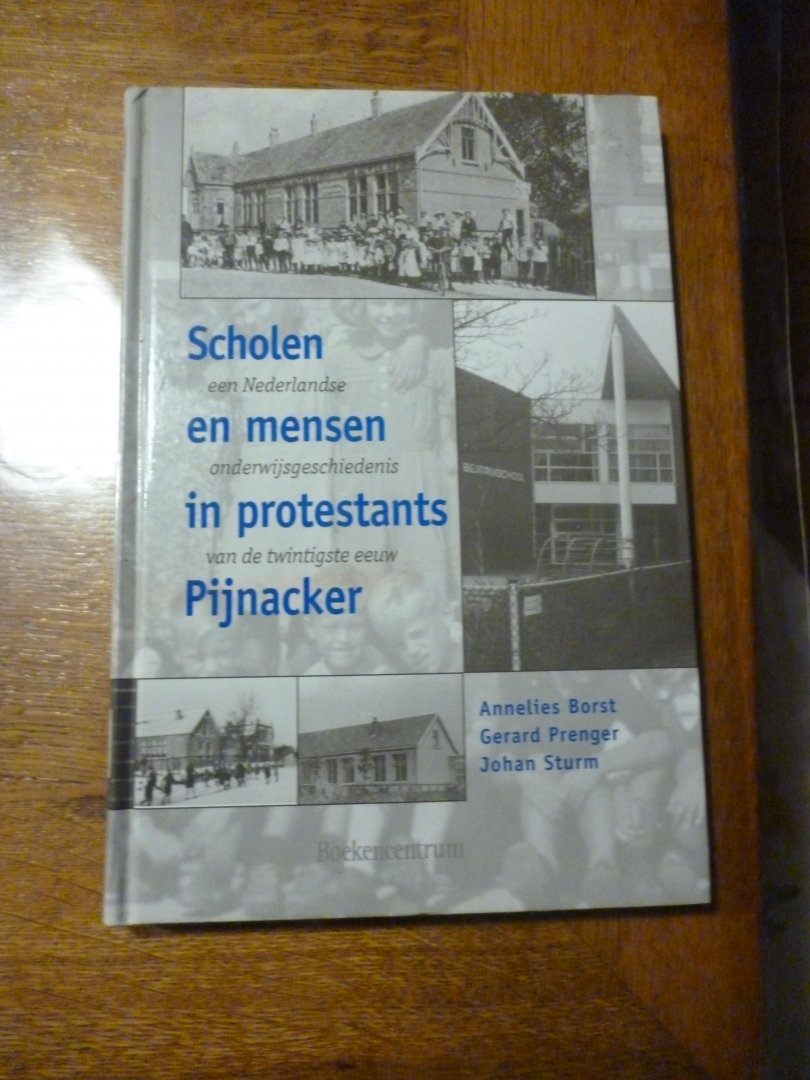 Scholen
een Nederlandse
en mensen
onderwijsgeschiedenis
in protestants
van de twintigste eeuw
Pijnacker
BEATRIXSCHOOL
Annelies Borst
Gerard Prenger
Johan Sturm
Boekencentrum